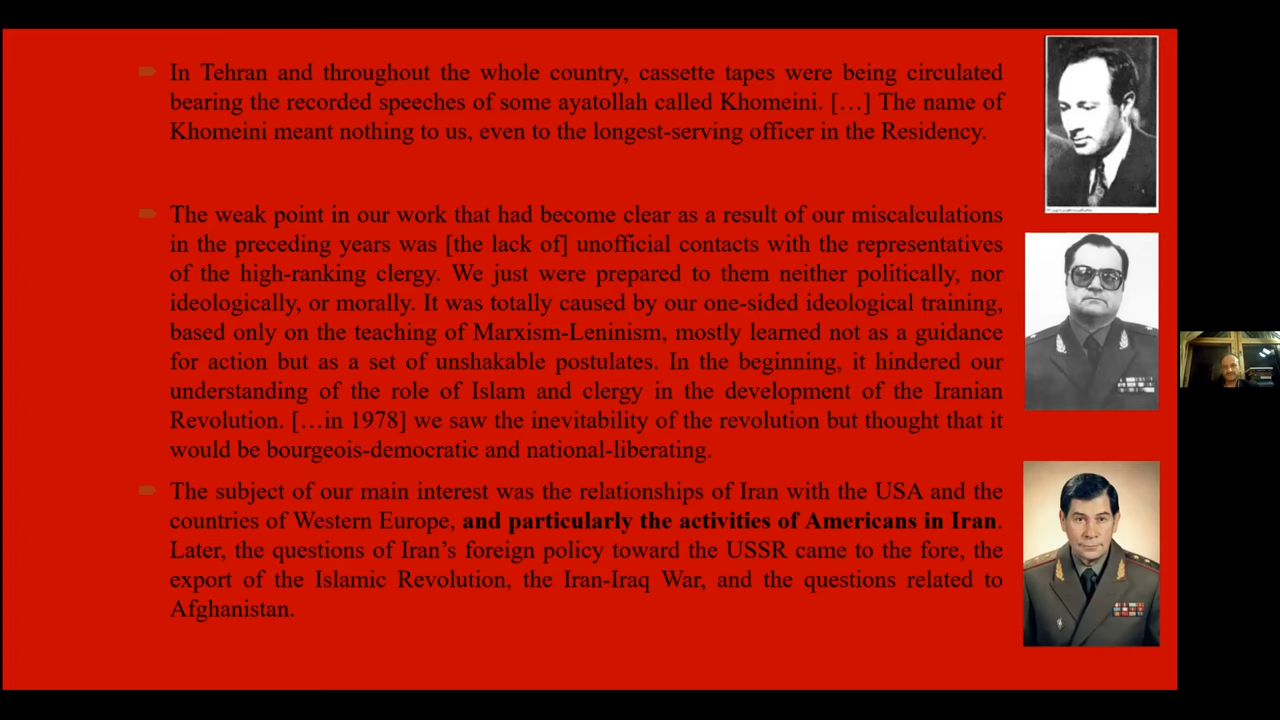 In Tehran and throughout the whole country, cassette tapes were being circulated
bearing the recorded speeches of some ayatollah called Khomeini. […] The name of
Khomeini meant nothing to us, even to the longest-serving officer in the Residency.
The weak point in our work that had become clear as a result of our miscalculations
in the preceding years was [the lack of] unofficial contacts with the representatives
of the high-ranking clergy. We just were prepared to them neither politically, nor
ideologically, or morally. It was totally caused by our one-sided ideological training,
based only on the teaching of Marxism-Leninism, mostly learned not as a guidance
for action but as a set of unshakable postulates. In the beginning, it hindered our
understanding of the role of Islam and clergy in the development of the Iranian
Revolution. […in 1978] we saw the inevitability of the revolution but thought that it
would be bourgeois-democratic and national-liberating.
The subject of our main interest was the relationships of Iran with the USA and the
countries of Western Europe, and particularly the activities of Americans in Iran.
Later, the questions of Iran’s foreign policy toward the USSR came to the fore, the
export of the Islamic Revolution, the Iran-Iraq War, and the questions related to
Afghanistan.